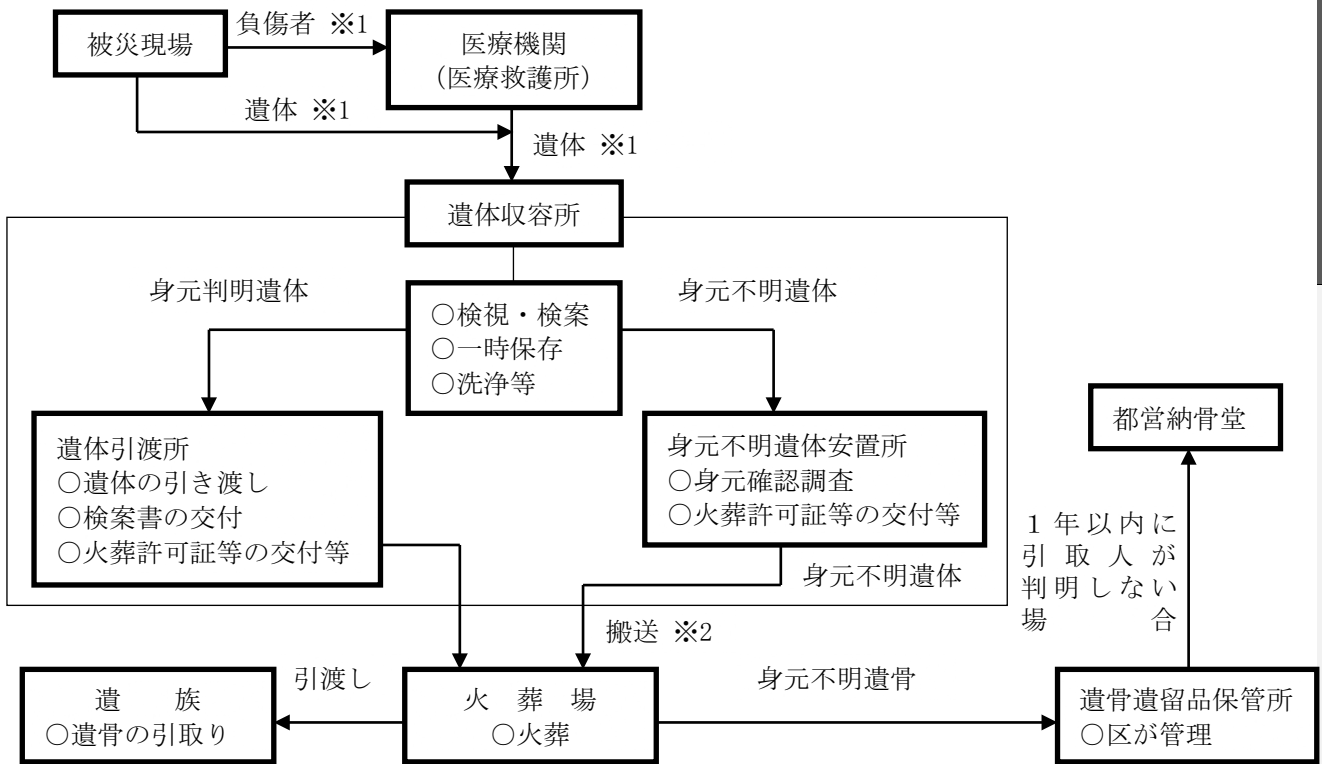 被災現場
負傷者 ※1
医療機関
（医療救護所）
遺体 ※1
遺体 ※1
遺体収容所
身元判明遺体
身元不明遺体
○検視・検案
○一時保存
○洗浄等
遺体引渡所
○遺体の引き渡し
○検案書の交付
○火葬許可証等の交付等
身元不明遺体安置所
○身元確認調査
○火葬許可証等の交付等
都営納骨堂
１年以内に
引取人が
判明しない
場合
身元不明遺体
搬送 ※2
遺族
○遺骨の引取り
引渡し
火葬場
○火葬
身元不明遺骨
遺骨遺留品保管所
○区が管理